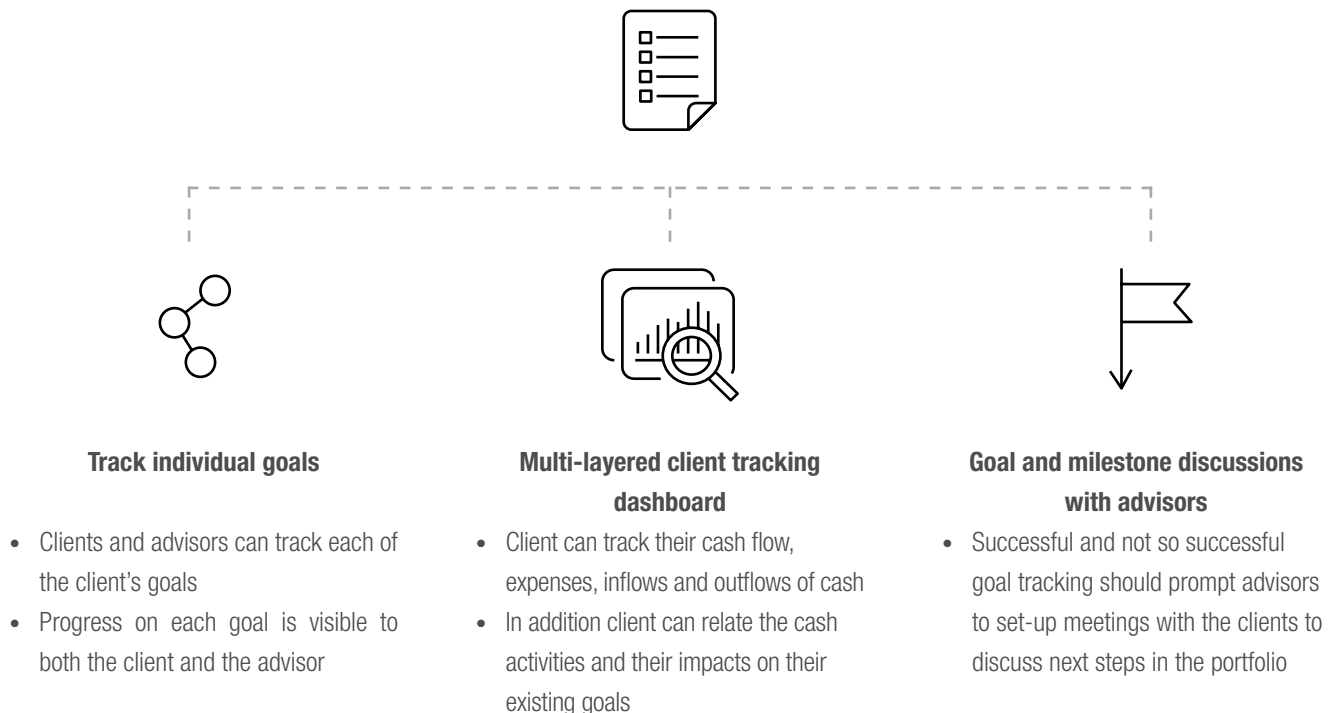 Track individual goals
• Clients and advisors can track each of
the client's goals
• Progress on each goal is visible to
both the client and the advisor
Multi-layered client tracking
dashboard
• Client can track their cash flow,
expenses, inflows and outflows of cash
• In addition client can relate the cash
activities and their impacts on their
existing goals
Goal and milestone discussions
with advisors
• Successful and not so successful
goal tracking should prompt advisors
to set-up meetings with the clients to
discuss next steps in the portfolio